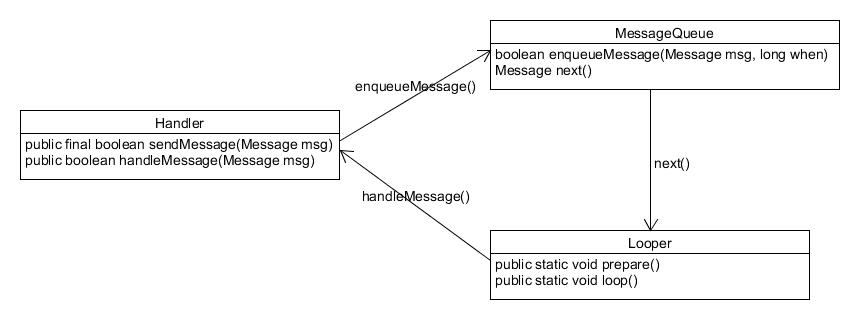 MessageQueue
boolean enqueueMessage(Message msg, long when)
Message next()
enqueueMessage()
Handler
public final boolean sendMessage(Message msg)
public boolean handleMessage(Message msg)
next()
handleMessage()
Looper
public static void prepare()
public static void loop()